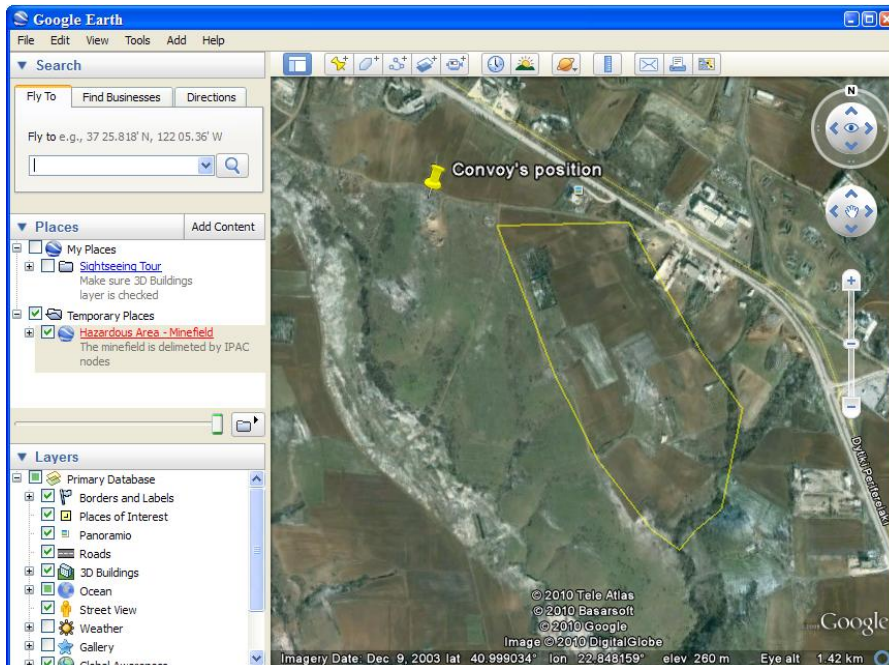 Google Earth
File Edit View Tools Add Help
Search
Fly To Find Businesses Directions
Fly to e.g., 37 25.818' N, 122 05.36' W
Places Add Content
My Places
Sightseeing Tour
Make sure 3D Buildings
layer is checked
Temporary Places
Hazardous Area - Minefield
The minefield is delimeted by IPAC
nodes
Layers
Primary Database
Borders and Labels
Places of Interest
Panoramio
Roads
3D Buildings
Ocean
Street View
Weather
Gallery
Global Awareness
N
Convoy's position
Dytiki Perifereiaki
© 2010 Tele Atlas
© 2010 Basarsoft
© 2010 Google
Image © 2010 DigitalGlobe
Google
Imagery Date: Dec 9, 2003 lat 40.999034° lon 22.848159° elev 260 m Eye alt 1.42 km